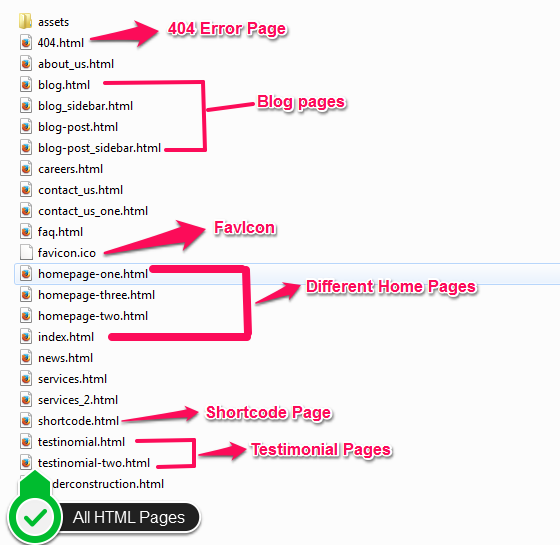 assets
404.html
404 Error Page
about_us.html
blog.html
blog_sidebar.html
Blog pages
blog-post.html
blog-post_sidebar.html
careers.html
contact_us.html
contact_us_one.html
faq.html
FavIcon
favicon.ico
homepage-one.html
homepage-three.html
Different Home Pages
homepage-two.html
index.html
news.html
services.html
services_2.html
shortcode.html
Shortcode Page
testinomial.html
Testimonial Pages
testinomial-two.html
derconstruction.html
All HTML Pages